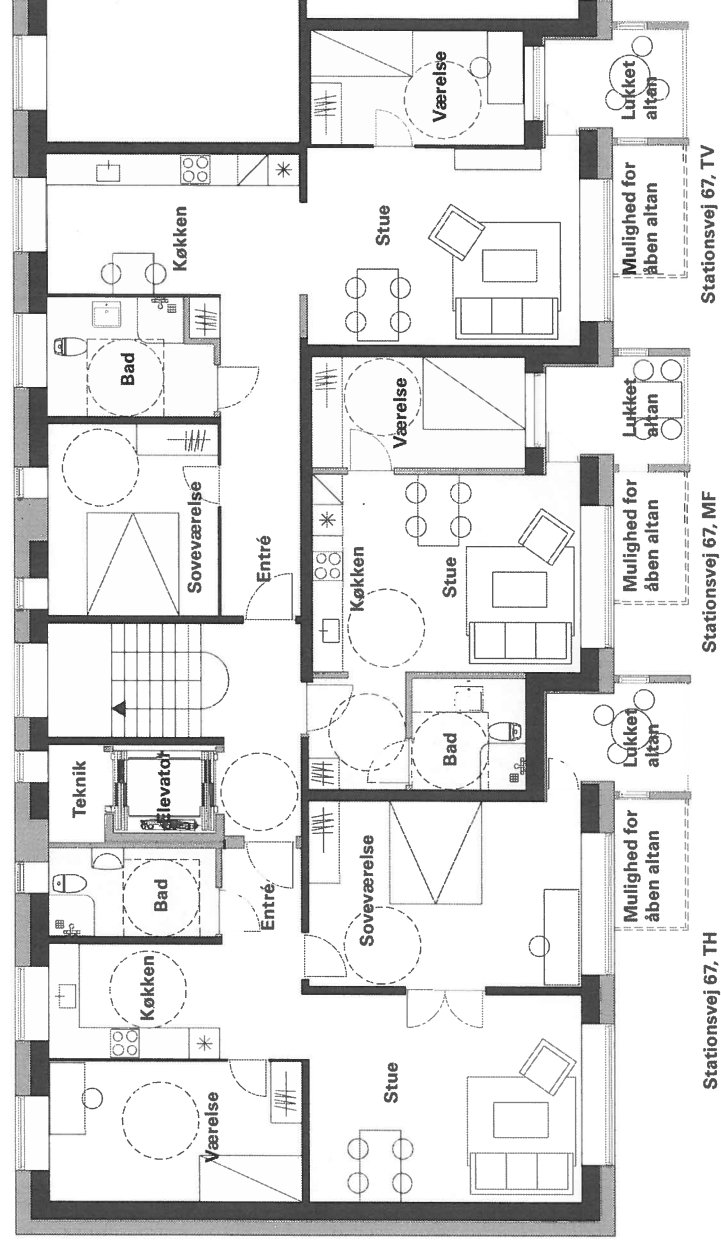 Teknik
Køkken
Bad
Elevator
Bad
Køkken
Værelse
Soveværelse
Entré
Entré
Soveværelse
Køkken
Stue
Stue
Værelse
Værelse
Bad
Stue
Mulighed for
åben altan
Lukket
altan
Mulighed for
åben altan
Lukket
altan
Mulighed for
åben altan
Lukket
altan
Stationsvej 67, TH
Stationsvej 67, MF
Stationsvej 67, TV